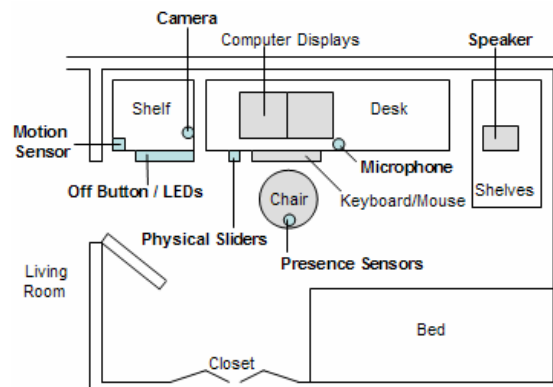 Camera
Computer Displays
Speaker
Shelf
Desk
Motion
Sensor
Microphone
Off Button / LEDs
Chair
Keyboard/Mouse
Shelves
Physical Sliders
Presence Sensors
Living
Room
Bed
Closet